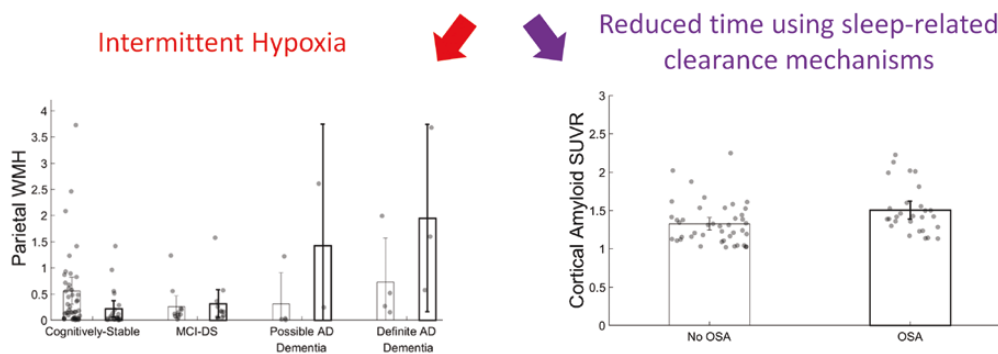 Intermittent Hypoxia
Reduced time using sleep-related
clearance mechanisms
Parietal WMH
4
3.5
3
2.5
2
1.5
1
0.5
0
Cognitively-Stable
MCI-DS
Possible AD
Dementia
Definite AD
Dementia
Cortical Amyloid SUVR
3
2.5
2
1.5
1
0.5
0
No OSA
OSA